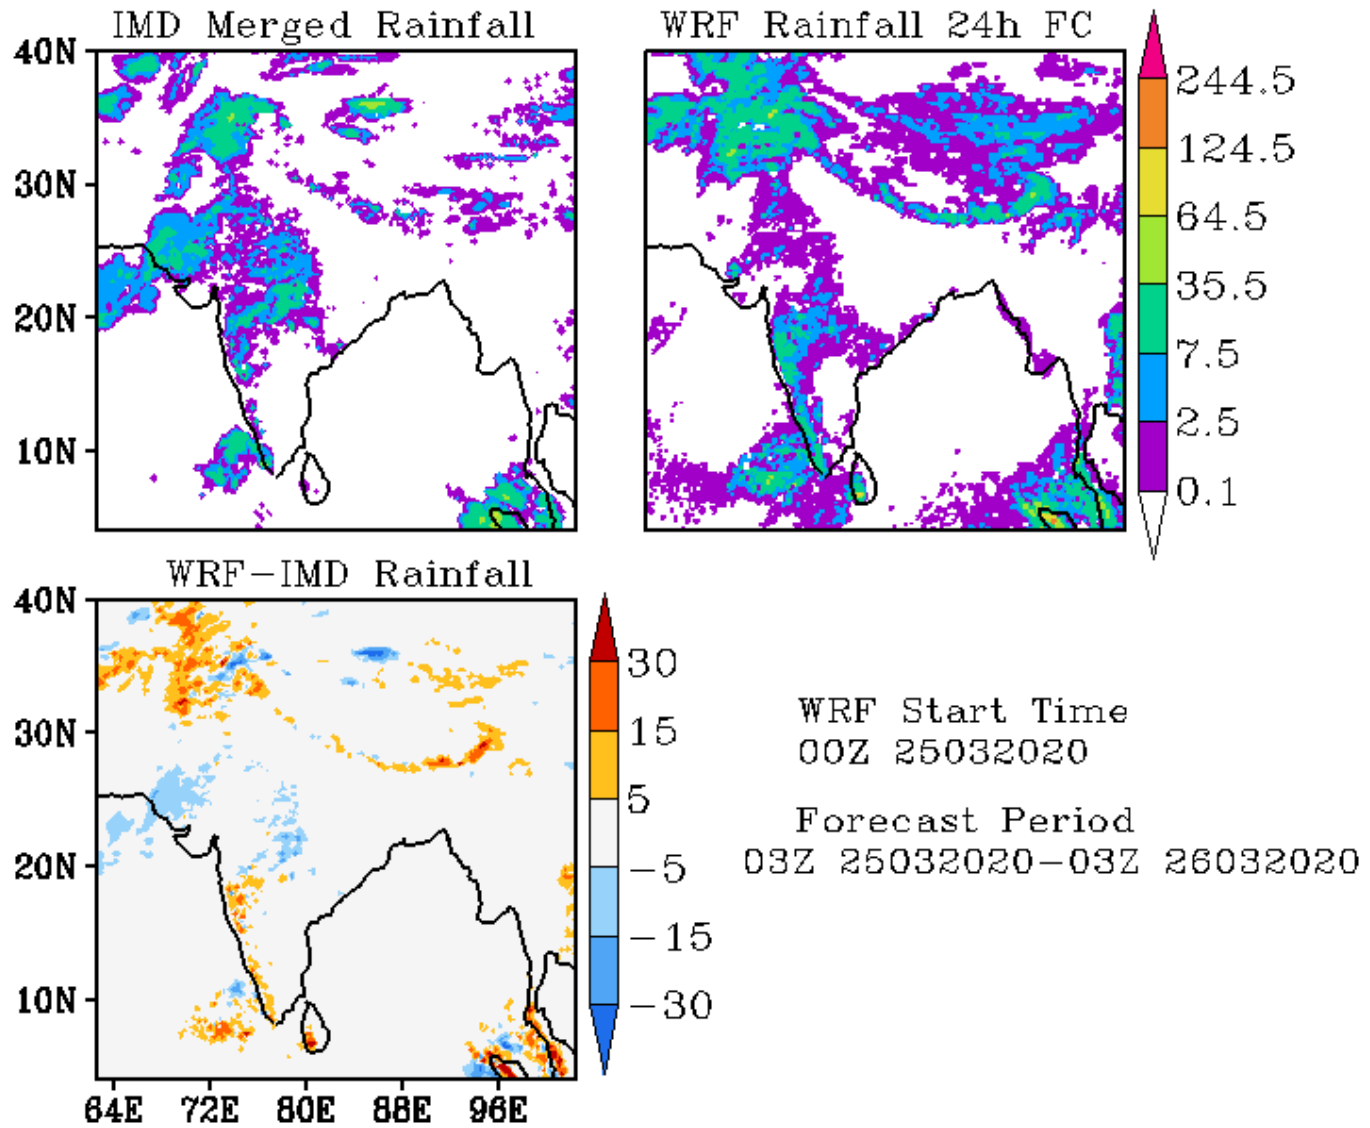 IMD Merged Rainfall
WRF Rainfall 24h FC
40N
30N
20N
10N
244.5
124.5
64.5
35.5
7.5
2.5
0.1
WRF-IMD Rainfall
40N
30N
20N
10N
64E 72E 80E 88E 96E
30
15
5
-5
-15
-30
WRF Start Time
00Z 25032020
Forecast Period
03Z 25032020-03Z 26032020